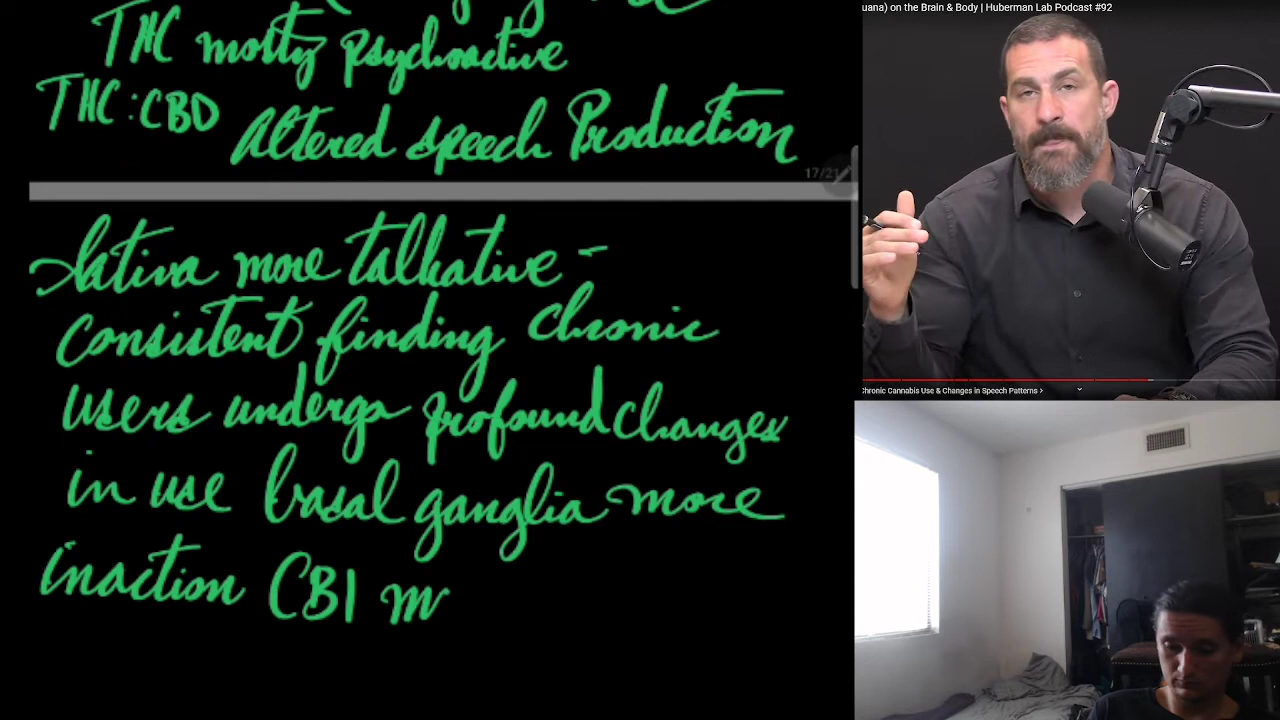 THC mostly psychoactive
THC:CBD Altered speech Production
17/21
Sativa more talkative -
consistent finding chronic
users undergo profound changes
in use basal ganglia more
inaction CB1 m
uana) on the Brain & Body | Huberman Lab Podcast #92
Chronic Cannabis Use & Changes in Speech Patterns >